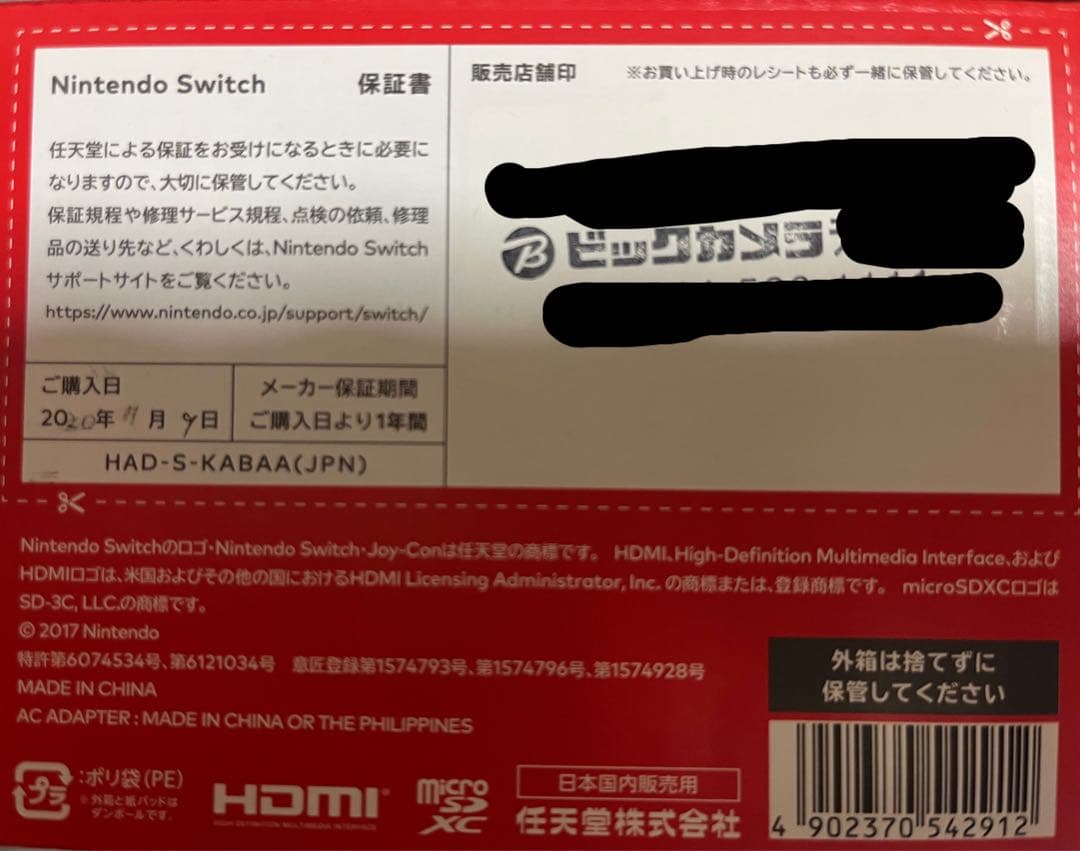 Nintendo Switch 保証書
任天堂による保証をお受けになるときに必要に
なりますので、大切に保管してください。
保証規程や修理サービス規程、点検の依頼、修理
品の送り先など、くわしくは、Nintendo Switch
サポートサイトをご覧ください。
https://www.nintendo.co.jp/support/switch/
ご購入日
2020年 11月 9日
メーカー保証期間
ご購入日より1年間
HAD-S-KABAA(JPN)
販売店舗印 ※お買い上げ時のレシートも必ず一緒に保管してください。
B ビックカメラ
Nintendo Switchのロゴ・Nintendo Switch・Joy-Conは任天堂の商標です。 HDMI、High-Definition Multimedia Interface、および
HDMIロゴは、米国およびその他の国におけるHDMI Licensing Administrator, Inc. の商標または、登録商標です。 microSDXCロゴは
SD-3C, LLC.の商標です。
© 2017 Nintendo
特許第6074534号、第6121034号 意匠登録第1574793号、第1574796号、第1574928号
MADE IN CHINA
AC ADAPTER : MADE IN CHINA OR THE PHILIPPINES
外箱は捨てずに
保管してください
プラ
:ポリ袋(PE)
※外箱と紙パッドは
ダンボールです。
HDMI
HIGH-DEFINITION MULTIMEDIA INTERFACE
micro
SD
XC
日本国内販売用
任天堂株式会社
4 902370 542912